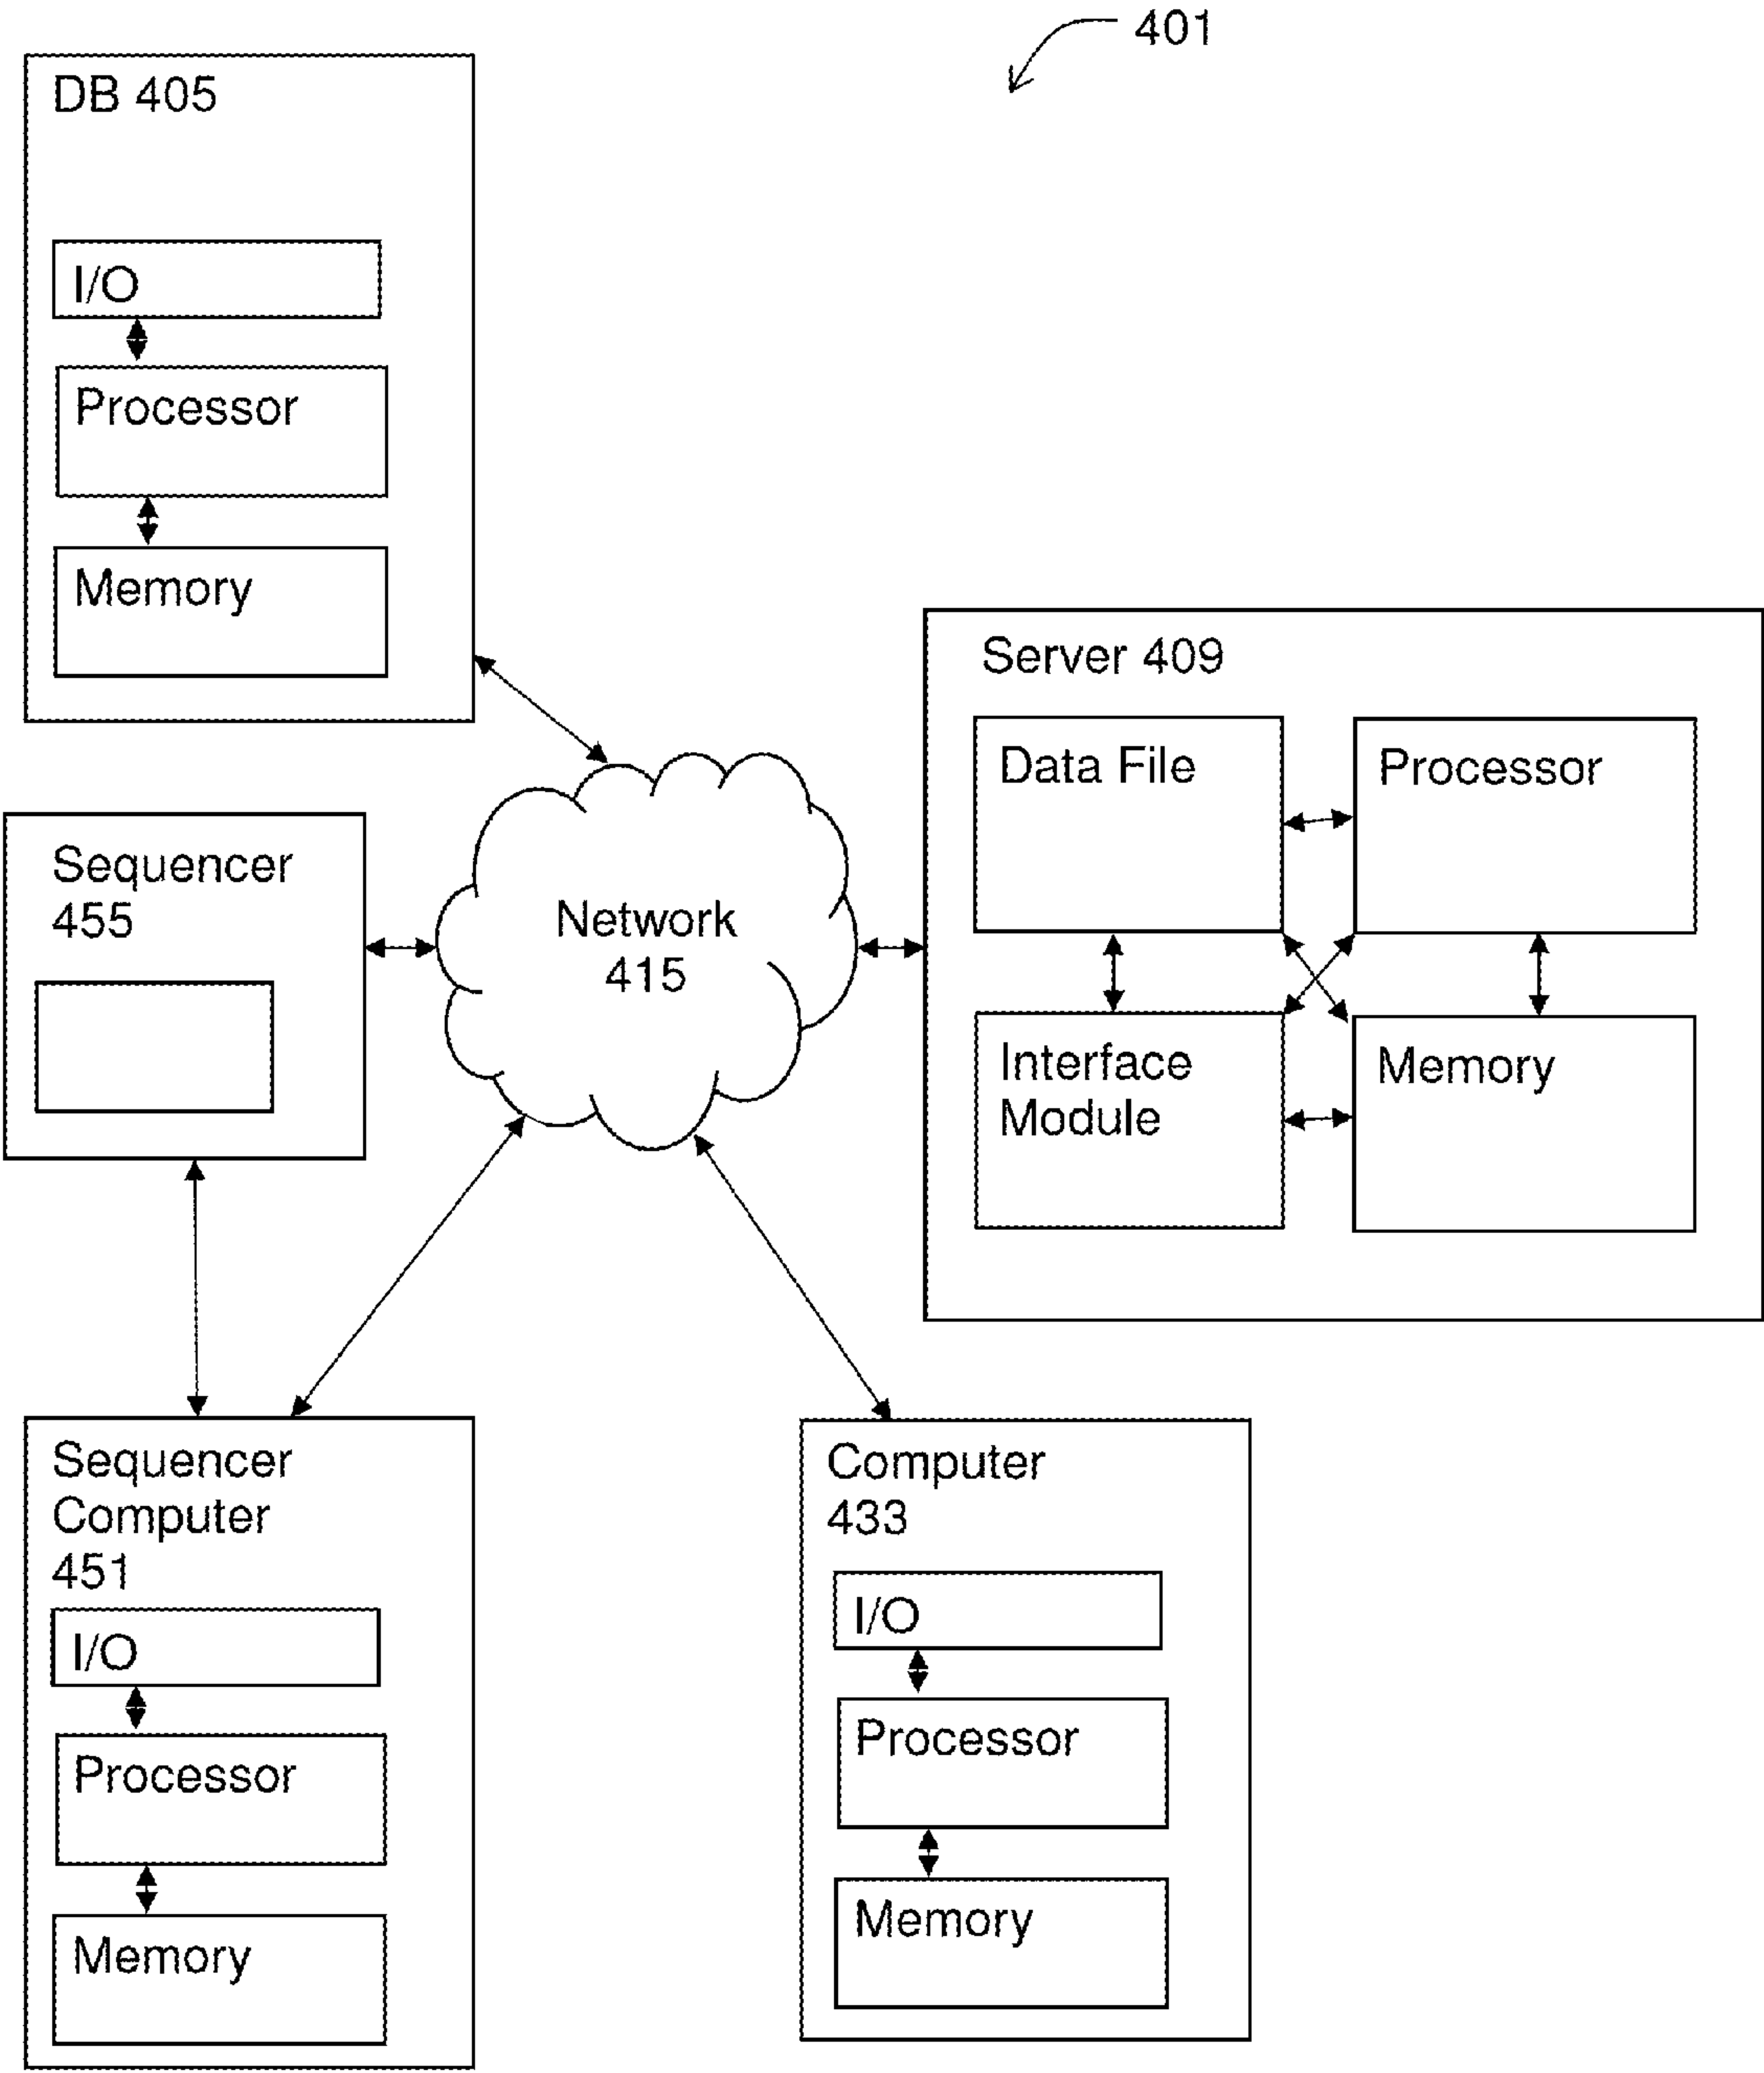 401
DB 405
I/O
Processor
Memory
Server 409
Data File
Processor
Interface
Module
Memory
Sequencer
455
Network
415
Sequencer
Computer
451
I/O
Processor
Memory
Computer
433
I/O
Processor
Memory